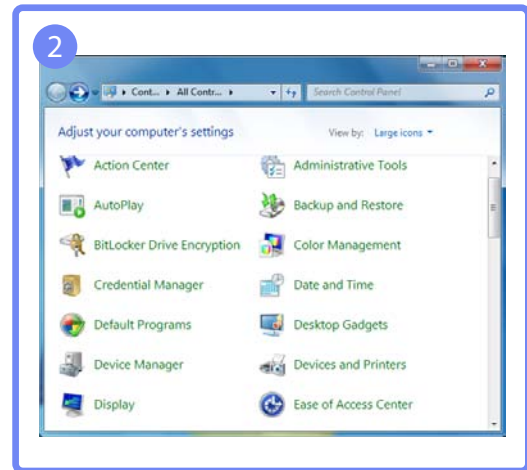 2
Cont... All Contr...
Search Control Panel
Adjust your computer's settings
View by: Large icons
Action Center
Administrative Tools
AutoPlay
Backup and Restore
BitLocker Drive Encryption
Color Management
Credential Manager
Date and Time
Default Programs
Desktop Gadgets
Device Manager
Devices and Printers
Display
Ease of Access Center